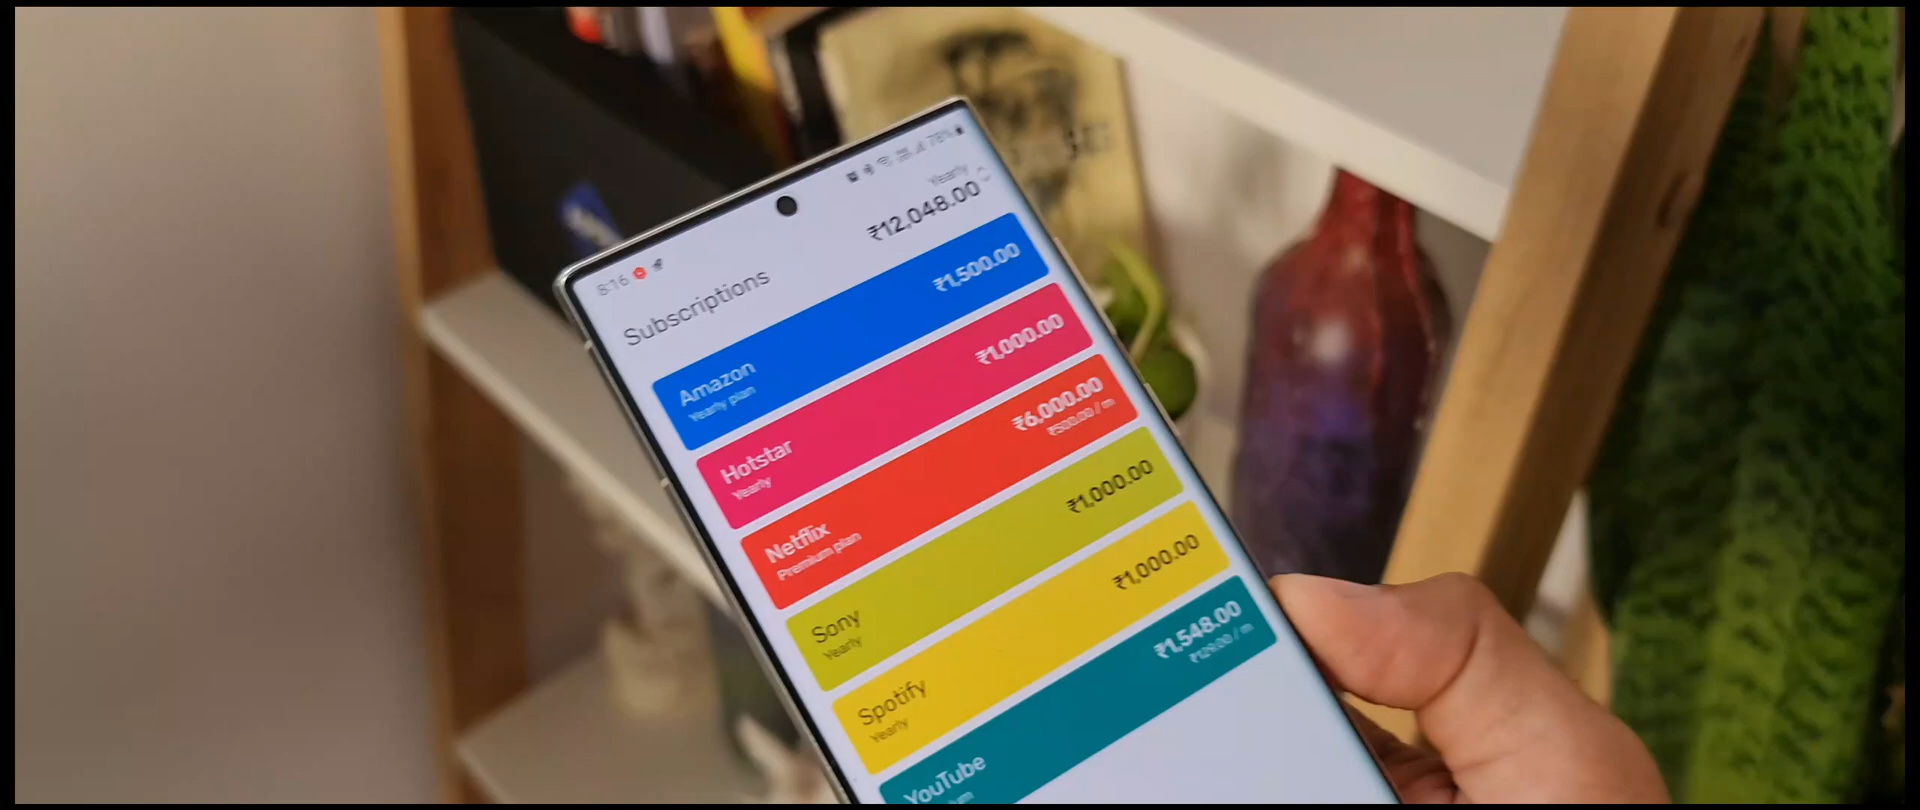 8:16
78%
Yearly
Subscriptions
₹12,048.00
Amazon
₹1,500.00
Yearly plan
Hotstar
₹1,000.00
Yearly
Netflix
₹6,000.00
Premium plan
₹500.00 / m
Sony
₹1,000.00
Yearly
Spotify
₹1,000.00
Yearly
YouTube
₹1,548.00
₹129.00 / m